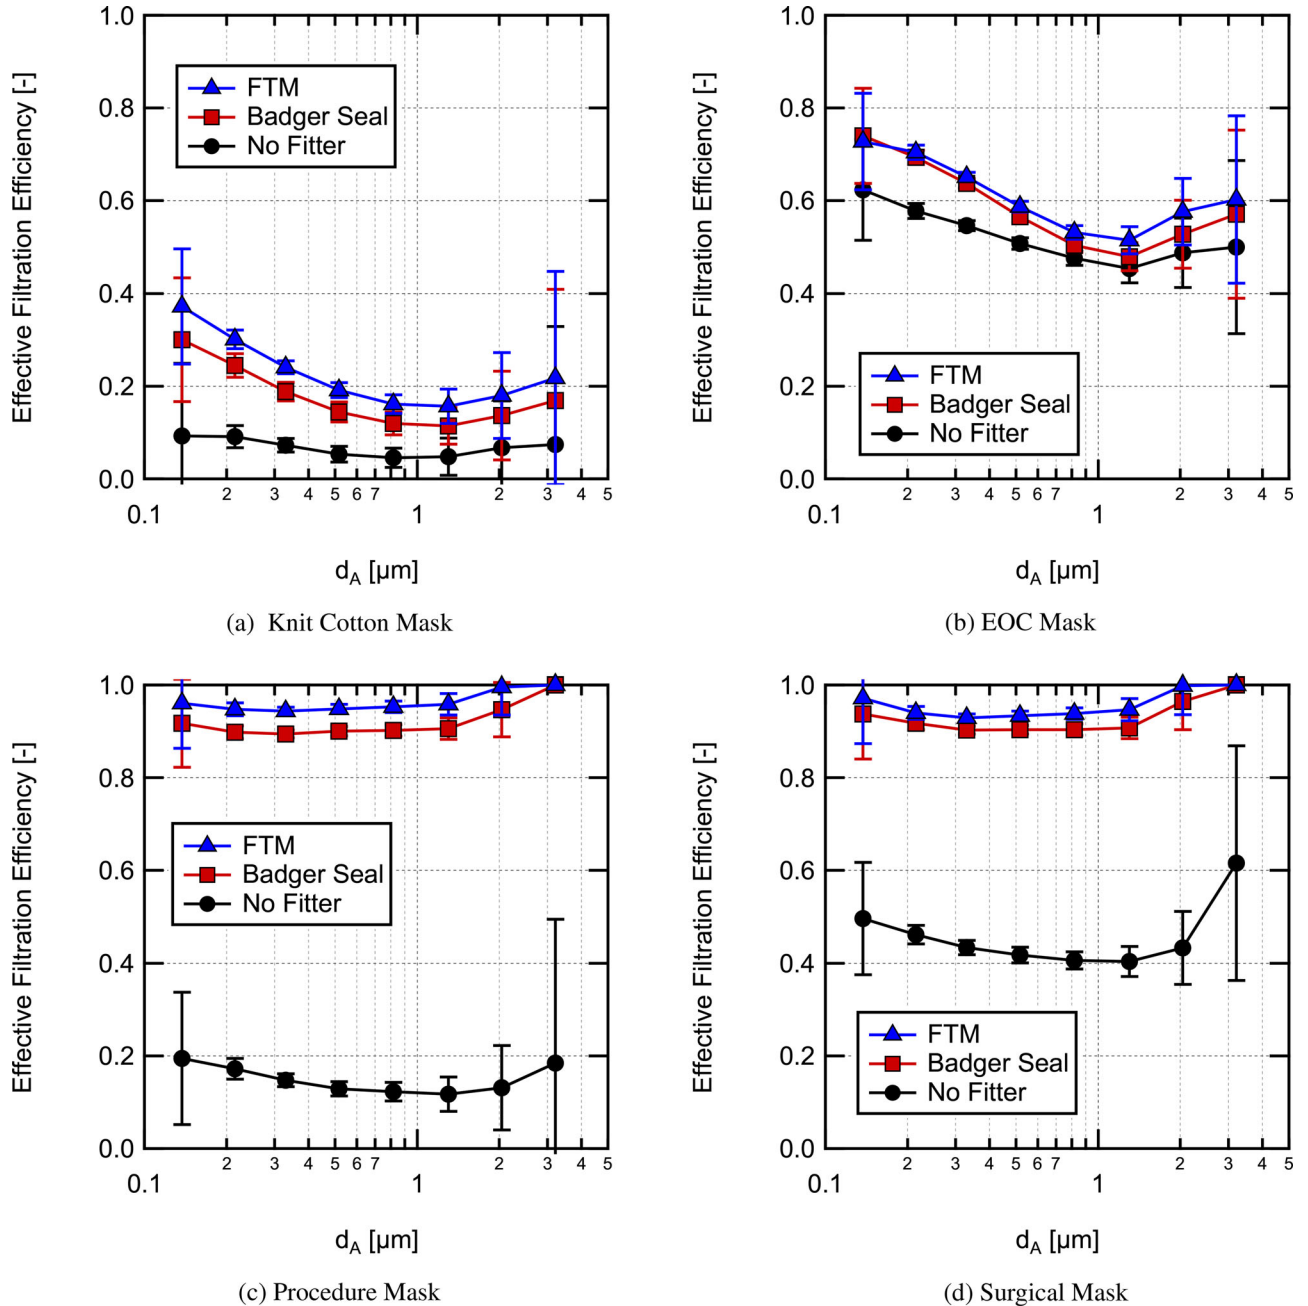 1.0
0.8
0.6
0.4
0.2
0.0
Effective Filtration Efficiency [-]
FTM
Badger Seal
No Fitter
2 3 4 5 6 7 2 3 4 5
0.1 1
d_A [µm]
(a) Knit Cotton Mask
1.0
0.8
0.6
0.4
0.2
0.0
Effective Filtration Efficiency [-]
FTM
Badger Seal
No Fitter
2 3 4 5 6 7 2 3 4 5
0.1 1
d_A [µm]
(b) EOC Mask
1.0
0.8
0.6
0.4
0.2
0.0
Effective Filtration Efficiency [-]
FTM
Badger Seal
No Fitter
2 3 4 5 6 7 2 3 4 5
0.1 1
d_A [µm]
(c) Procedure Mask
1.0
0.8
0.6
0.4
0.2
0.0
Effective Filtration Efficiency [-]
FTM
Badger Seal
No Fitter
2 3 4 5 6 7 2 3 4 5
0.1 1
d_A [µm]
(d) Surgical Mask